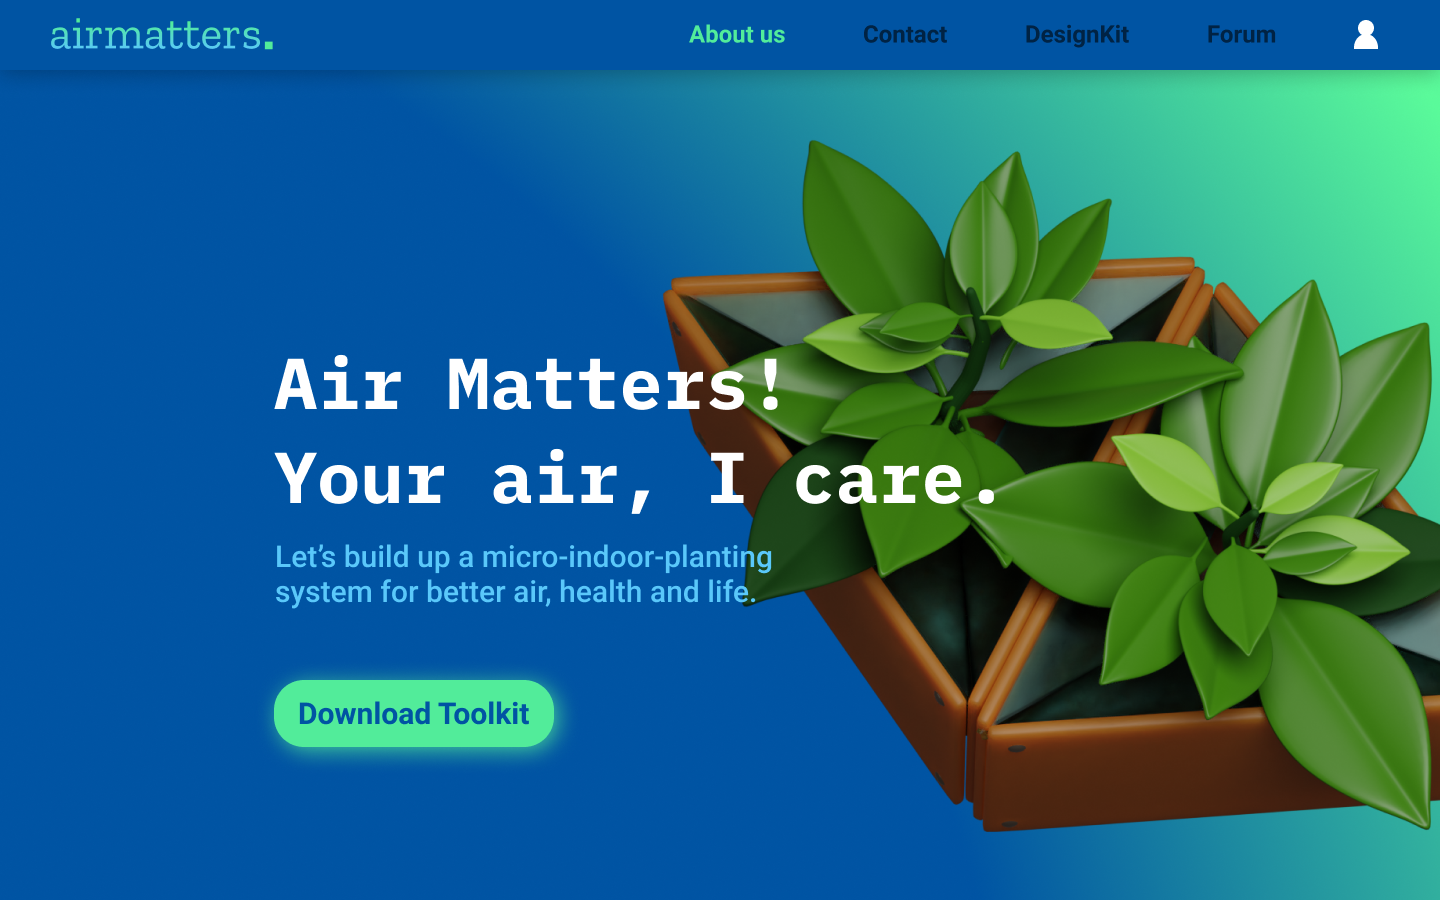 airmatters.
About us
Contact
DesignKit
Forum
Air Matters!
Your air, I care.
Let’s build up a micro-indoor-planting
system for better air, health and life.
Download Toolkit